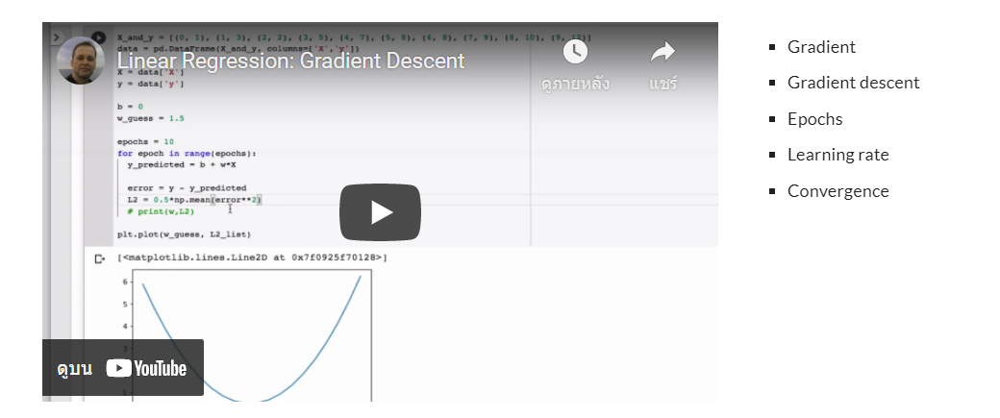 X_and_y = [(0, 1), (1, 3), (2, 2), (3, 5), (4, 7), (5, 8), (6, 8), (7, 9), (8, 10), (9, 12)]
data = pd.DataFrame(X_and_y, columns=['X','y'])
Linear Regression: Gradient Descent
ดูภายหลัง
แชร์
X = data['X']
y = data['y']
b = 0
w_guess = 1.5
epochs = 10
for epoch in range(epochs):
y_predicted = b + w*X
error = y - y_predicted
L2 = 0.5*np.mean(error**2)
# print(w,L2)
plt.plot(w_guess, L2_list)
[<matplotlib.lines.Line2D at 0x7f0925f70128>]
6
5
4
3
ดูบน YouTube
Gradient
Gradient descent
Epochs
Learning rate
Convergence